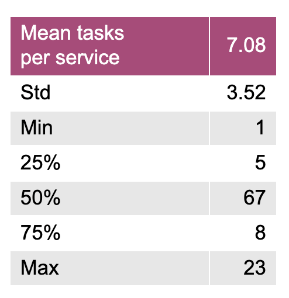 Mean tasks
per service 7.08
Std 3.52
Min 1
25% 5
50% 67
75% 8
Max 23